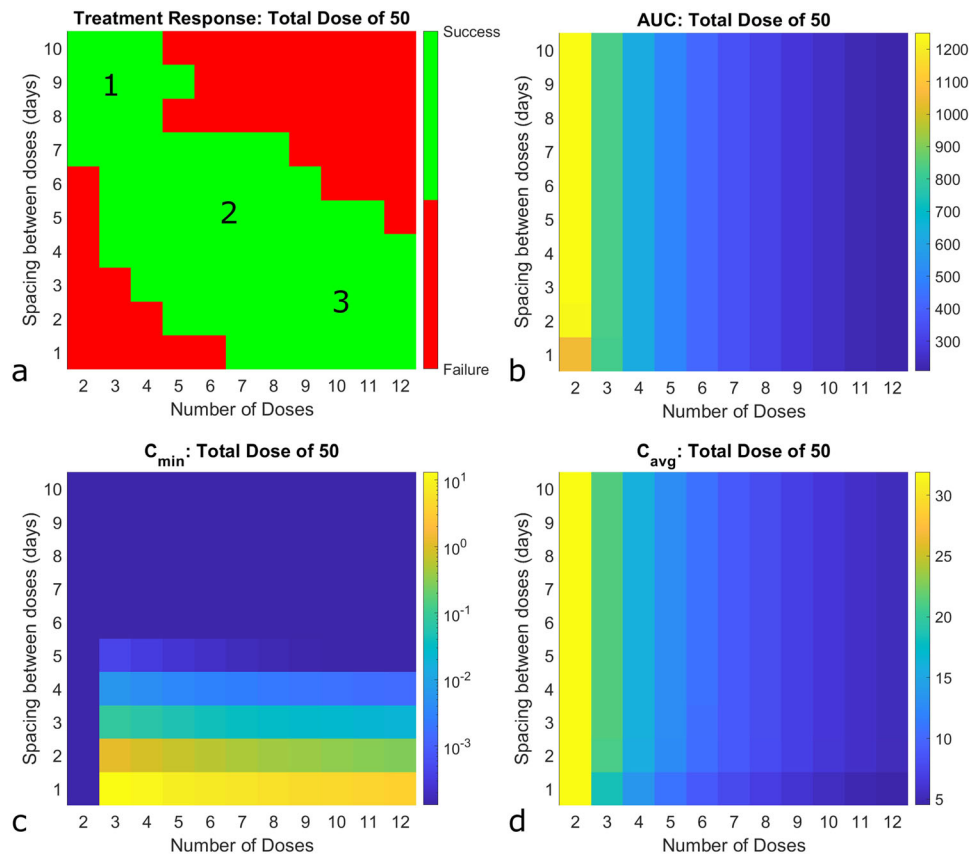 Treatment Response: Total Dose of 50
Success
10
9
8
7
6
5
4
3
2
1
Spacing between doses (days)
1
2
3
Failure
2 3 4 5 6 7 8 9 10 11 12
Number of Doses
a
AUC: Total Dose of 50
10
9
8
7
6
5
4
3
2
1
Spacing between doses (days)
1200
1100
1000
900
800
700
600
500
400
300
2 3 4 5 6 7 8 9 10 11 12
Number of Doses
b
C_min: Total Dose of 50
10
9
8
7
6
5
4
3
2
1
Spacing between doses (days)
10^1
10^0
10^-1
10^-2
10^-3
2 3 4 5 6 7 8 9 10 11 12
Number of Doses
c
C_avg: Total Dose of 50
10
9
8
7
6
5
4
3
2
1
Spacing between doses (days)
30
25
20
15
10
5
2 3 4 5 6 7 8 9 10 11 12
Number of Doses
d